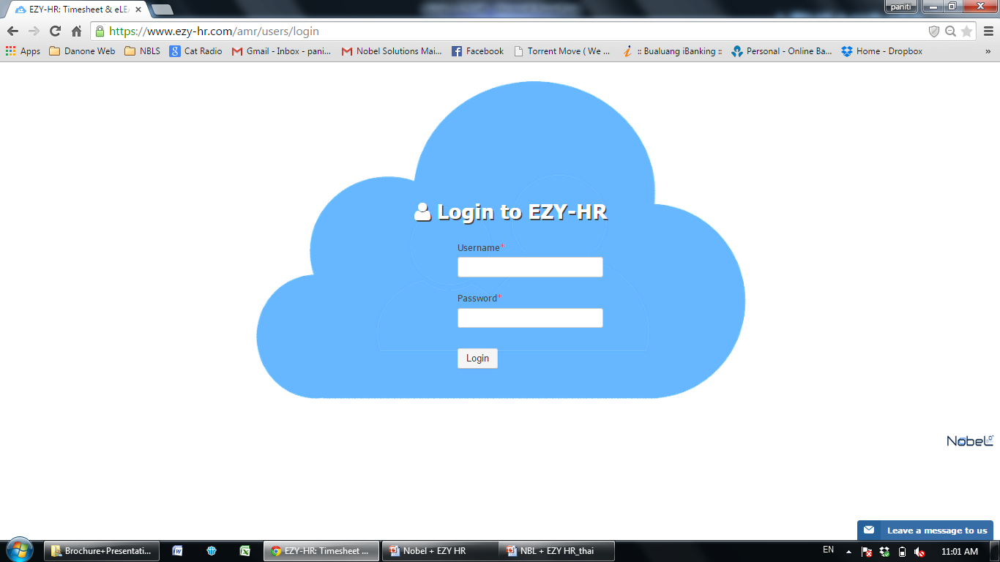 EZY-HR: Timesheet & eLEA
paniti
https://www.ezy-hr.com/amr/users/login
Apps Danone Web NBLS Cat Radio Gmail - Inbox - pani... Nobel Solutions Mai... Facebook Torrent Move ( We ... :: Bualuang iBanking :: Personal - Online Ba... Home - Dropbox »
Login to EZY-HR
Username*
Password*
Login
Nobel
Leave a message to us
Brochure+Presentati... EZY-HR: Timesheet ... Nobel + EZY HR NBL + EZY HR_thai EN 11:01 AM